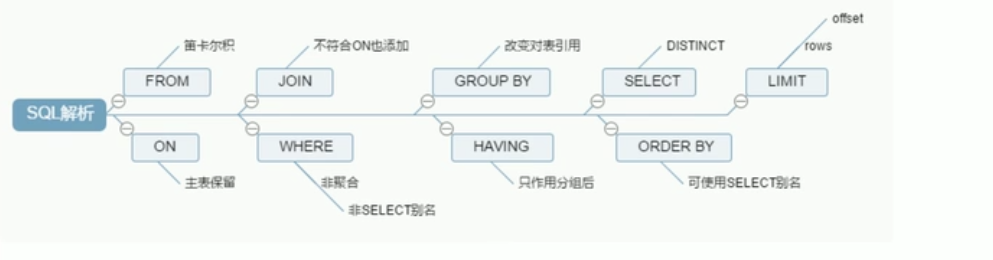 offset
笛卡尔积
不符合ON也添加
改变对表引用
DISTINCT
rows
FROM
JOIN
GROUP BY
SELECT
LIMIT
SQL解析
ON
WHERE
HAVING
ORDER BY
主表保留
非聚合
只作用分组后
可使用SELECT别名
非SELECT别名